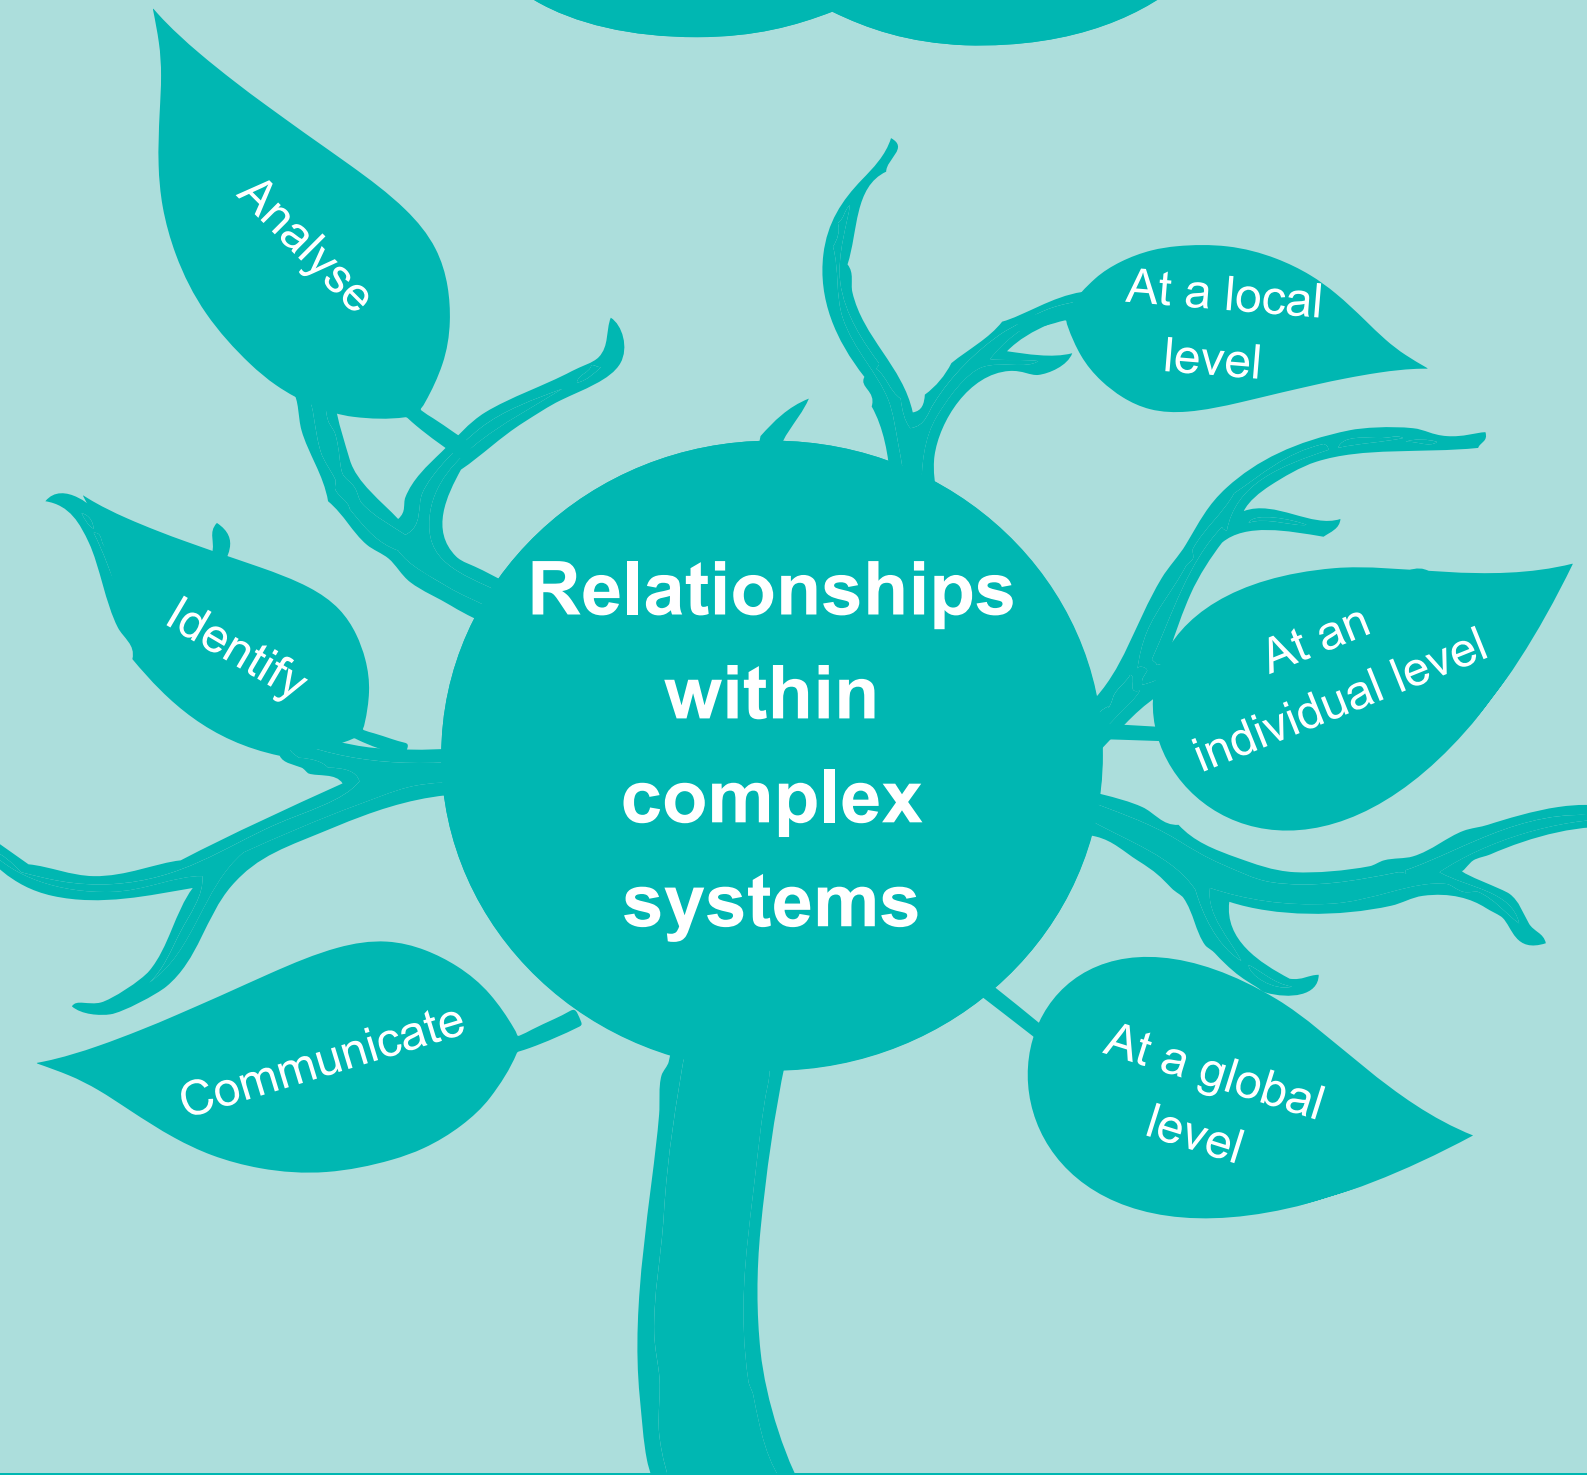 Analyse
Identify
Communicate
Relationships
within
complex
systems
At a local
level
At an
individual level
At a global
level